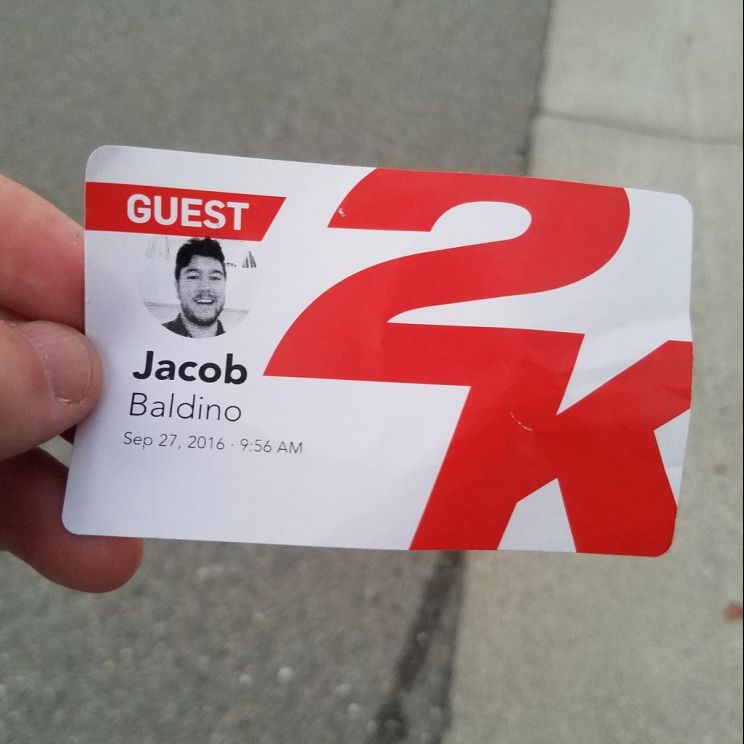 GUEST
2K
Jacob
Baldino
Sep 27, 2016 · 9:56 AM